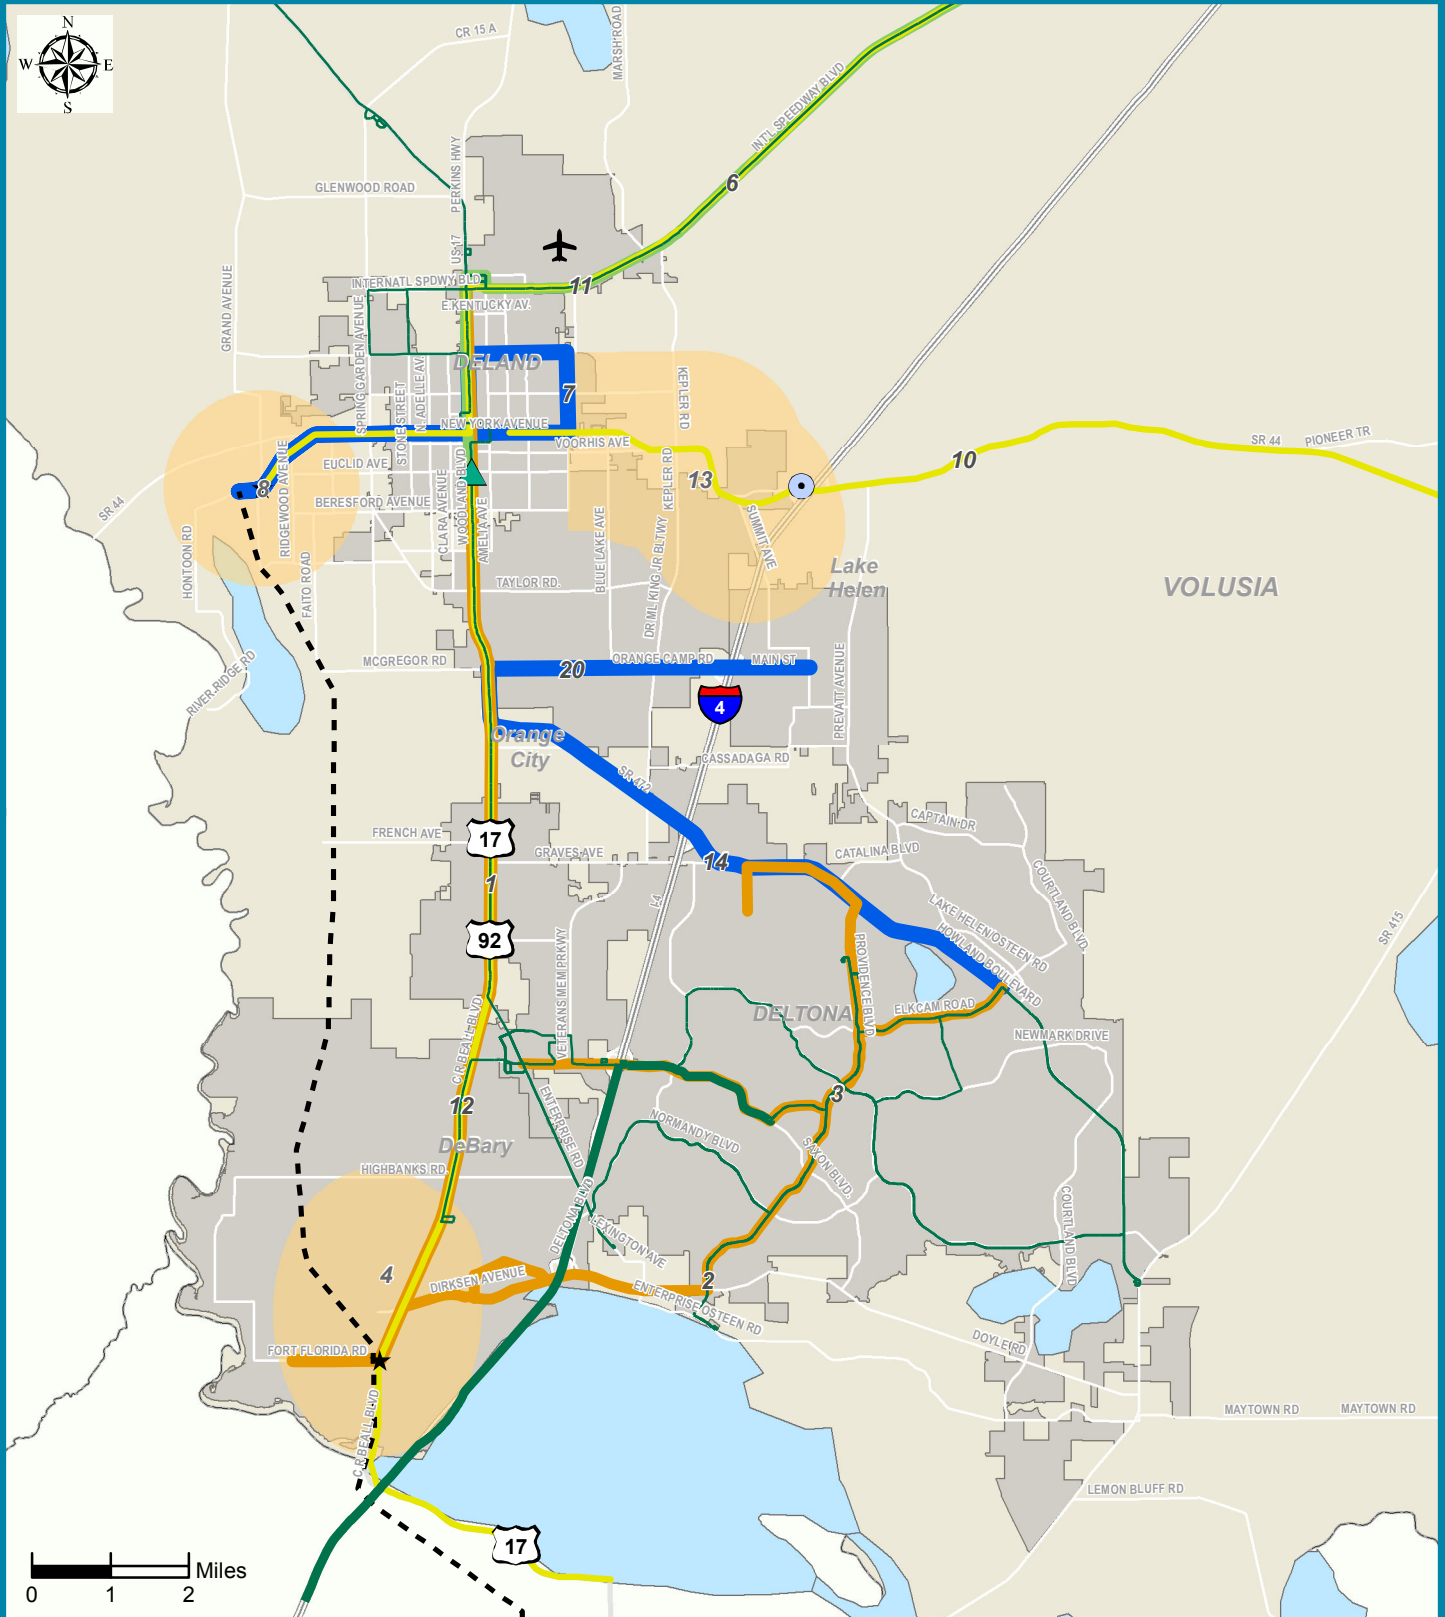 N
W E
S
CR 15 A
MARSH ROAD
INT'L SPEEDWAY BLVD
PERKINS HWY
GLENWOOD ROAD
6
US 17
GRAND AVENUE
INTERNATL SPDWY BLD
11
E.KENTUCKY AV.
SPRING GARDEN AVENUE
DELAND
N. ADELLE AV.
KEPLER RD
7
STONE STREET
NEW YORK AVENUE
VOORHIS AVE
SR 44
PIONEER TR
10
RIDGEWOOD AVENUE
EUCLID AVE
WOODLAND BLVD
KEPLER RD
13
8
CLARA AVENUE
BERESFORD AVENUE
AMELIA AVE
SR 44
SUMMIT AVE
BLUE LAKE AVE
HONTOON RD
FAITO ROAD
DR ML KING JR BLTWY
Lake
Helen
TAYLOR RD.
VOLUSIA
MCGREGOR RD
20
ORANGE CAMP RD
MAIN ST
RIVER RIDGE RD
PREVATT AVENUE
4
Orange
City
CASSADAGA RD
SR 472
CAPTAIN DR
17
FRENCH AVE
GRAVES AVE
14
CATALINA BLVD
COURTLAND BLVD.
1
I-4
LAKE HELEN/OSTEEN RD
HOWLAND BOULEVARD
SR 415
92
VETERANS MEM PRKWY
PROVIDENCE BLVD
DELTONA
ELKCAM ROAD
C.R.BEALL BLVD
NEWMARK DRIVE
12
3
ENTERPRISE RD
NORMANDY BLVD
DeBary
SAXON BLVD.
HIGHBANKS RD
DELTONA BLVD
COURTLAND BLVD
LEXINGTON AVE
4
DIRKSEN AVENUE
2
ENTERPRISE OSTEEN RD
DOYLE RD
FORT FLORIDA RD
C.R.BEALL BLVD
MAYTOWN RD
MAYTOWN RD
LEMON BLUFF RD
17
Miles
0 1 2